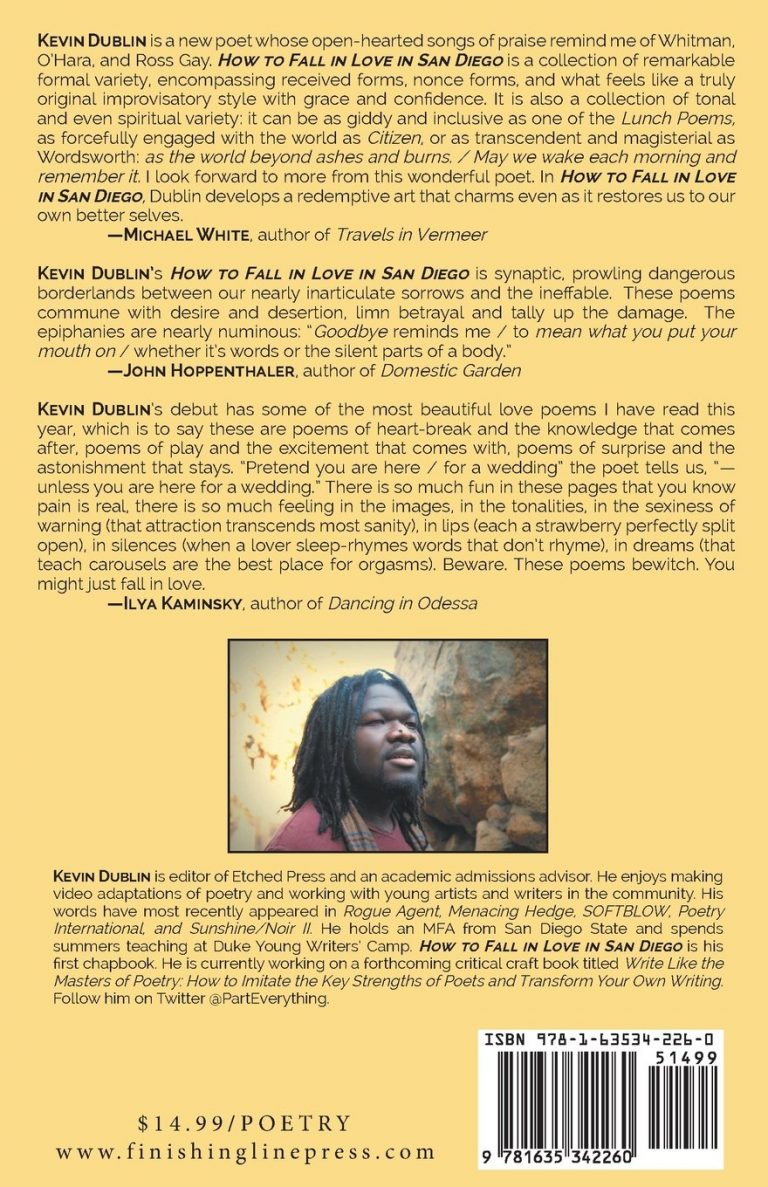 KEVIN DUBLIN is a new poet whose open-hearted songs of praise remind me of Whitman,
O'Hara, and Ross Gay. HOW TO FALL IN LOVE IN SAN DIEGO is a collection of remarkable
formal variety, encompassing received forms, nonce forms, and what feels like a truly
original improvisatory style with grace and confidence. It is also a collection of tonal
and even spiritual variety: it can be as giddy and inclusive as one of the Lunch Poems,
as forcefully engaged with the world as Citizen, or as transcendent and magisterial as
Wordsworth: as the world beyond ashes and burns. / May we wake each morning and
remember it. I look forward to more from this wonderful poet. In HOW TO FALL IN LOVE
IN SAN DIEGO, Dublin develops a redemptive art that charms even as it restores us to our
own better selves.
—MICHAEL WHITE, author of Travels in Vermeer
KEVIN DUBLIN'S HOW TO FALL IN LOVE IN SAN DIEGO is synaptic, prowling dangerous
borderlands between our nearly inarticulate sorrows and the ineffable. These poems
commune with desire and desertion, limn betrayal and tally up the damage. The
epiphanies are nearly numinous: "Goodbye reminds me / to mean what you put your
mouth on / whether it's words or the silent parts of a body."
—JOHN HOPPENTHALER, author of Domestic Garden
KEVIN DUBLIN's debut has some of the most beautiful love poems I have read this
year, which is to say these are poems of heart-break and the knowledge that comes
after, poems of play and the excitement that comes with, poems of surprise and the
astonishment that stays. "Pretend you are here / for a wedding" the poet tells us, "—
unless you are here for a wedding." There is so much fun in these pages that you know
pain is real, there is so much feeling in the images, in the tonalities, in the sexiness of
warning (that attraction transcends most sanity), in lips (each a strawberry perfectly split
open), in silences (when a lover sleep-rhymes words that don't rhyme), in dreams (that
teach carousels are the best place for orgasms). Beware. These poems bewitch. You
might just fall in love.
—ILYA KAMINSKY, author of Dancing in Odessa
KEVIN DUBLIN is editor of Etched Press and an academic admissions advisor. He enjoys making
video adaptations of poetry and working with young artists and writers in the community. His
words have most recently appeared in Rogue Agent, Menacing Hedge, SOFTBLOW, Poetry
International, and Sunshine/Noir II. He holds an MFA from San Diego State and spends
summers teaching at Duke Young Writers' Camp. HOW TO FALL IN LOVE IN SAN DIEGO is his
first chapbook. He is currently working on a forthcoming critical craft book titled Write Like the
Masters of Poetry: How to Imitate the Key Strengths of Poets and Transform Your Own Writing.
Follow him on Twitter @PartEverything.
ISBN 978-1-63534-226-0
51499
9 781635 342260
$14.99/POETRY
www.finishinglinepress.com